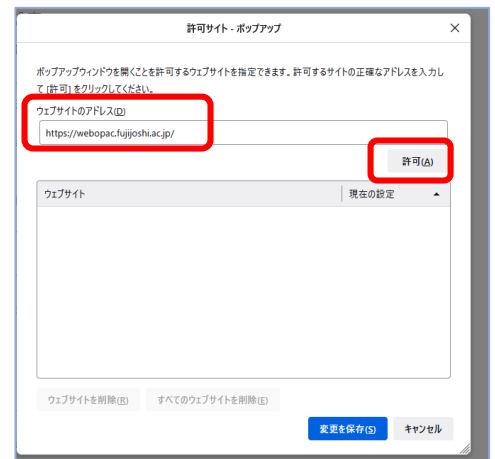 許可サイト - ポップアップ
ポップアップウィンドウを開くことを許可するウェブサイトを指定できます。許可するサイトの正確なアドレスを入力し
て [許可] をクリックしてください。
ウェブサイトのアドレス(D)
https://webopac.fujijoshi.ac.jp/
許可(A)
ウェブサイト 現在の設定
ウェブサイトを削除(R) すべてのウェブサイトを削除(E)
変更を保存(S) キャンセル